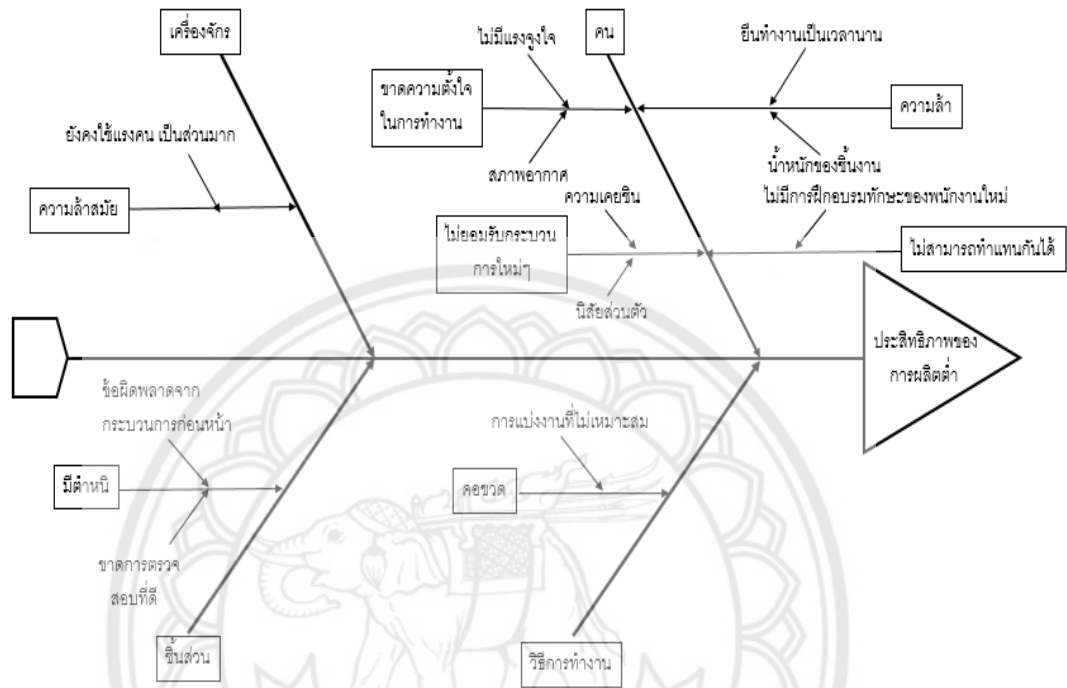 เครื่องจักร
ไม่มีแรงจูงใจ
คน
ยืนทำงานเป็นเวลานาน
ขาดความตั้งใจ
ในการทำงาน
ความล้า
ยังคงใช้แรงคน เป็นส่วนมาก
สภาพอากาศ
น้ำหนักของชิ้นงาน
ความล้าสมัย
ความเคยชิน
ไม่มีการฝึกอบรมทักษะของพนักงานใหม่
ไม่ยอมรับกระบวน
การใหม่ๆ
ไม่สามารถทำแทนกันได้
นิสัยส่วนตัว
ประสิทธิภาพของ
การผลิตต่ำ
ข้อผิดพลาดจาก
กระบวนการก่อนหน้า
การแบ่งงานที่ไม่เหมาะสม
มีตำหนิ
คอขวด
ขาดการตรวจ
สอบที่ดี
ชิ้นส่วน
วิธีการทำงาน